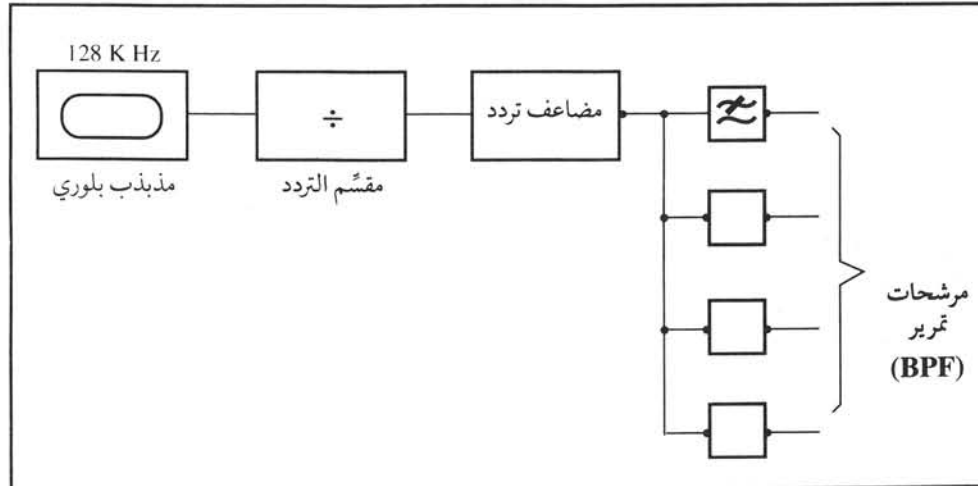 128 K Hz
مذبذب بلوري
÷
مقسِّم التردد
مضاعف تردد
مرشحات
تمرير
(BPF)